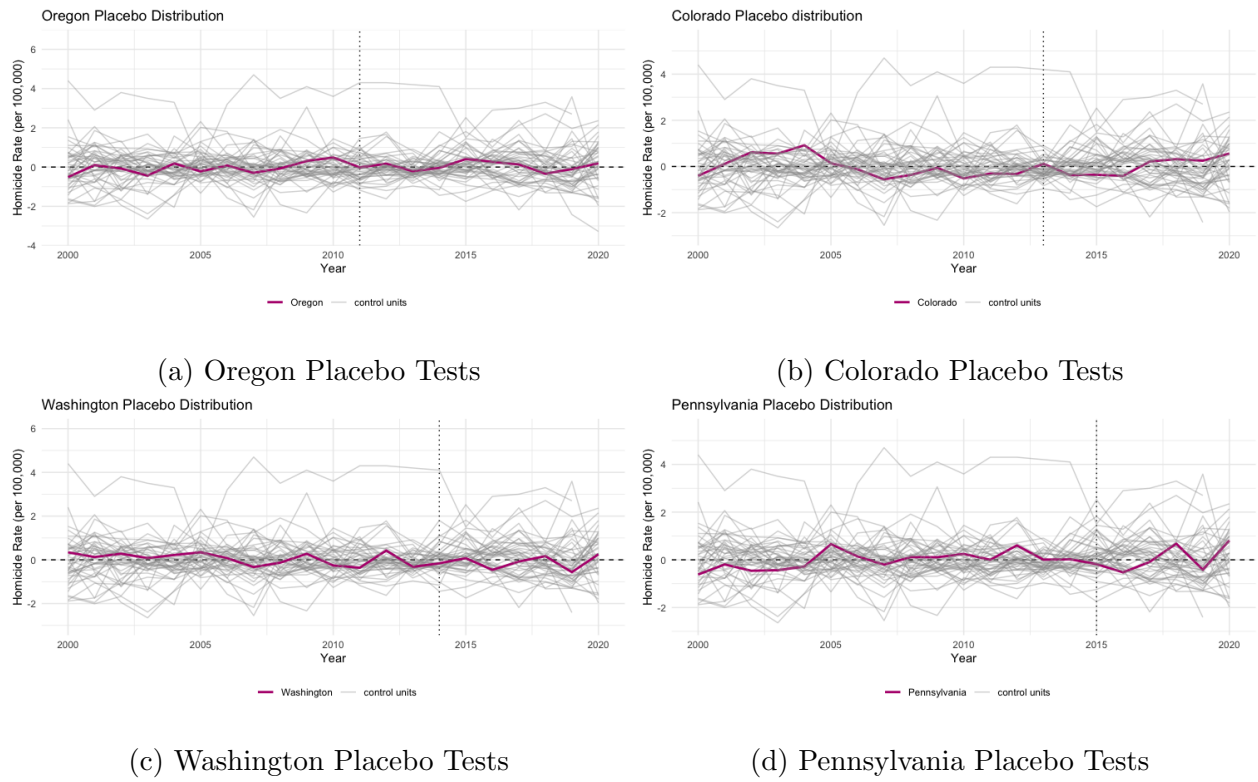 Oregon Placebo Distribution
Homicide Rate (per 100,000)
6
4
2
0
-2
-4
2000 2005 2010 2015 2020
Year
Oregon control units
(a) Oregon Placebo Tests
Colorado Placebo distribution
Homicide Rate (per 100,000)
4
2
0
-2
2000 2005 2010 2015 2020
Year
Colorado control units
(b) Colorado Placebo Tests
Washington Placebo Distribution
Homicide Rate (per 100,000)
6
4
2
0
-2
2000 2005 2010 2015 2020
Year
Washington control units
(c) Washington Placebo Tests
Pennsylvania Placebo Distribution
Homicide Rate (per 100,000)
4
2
0
-2
2000 2005 2010 2015 2020
Year
Pennsylvania control units
(d) Pennsylvania Placebo Tests